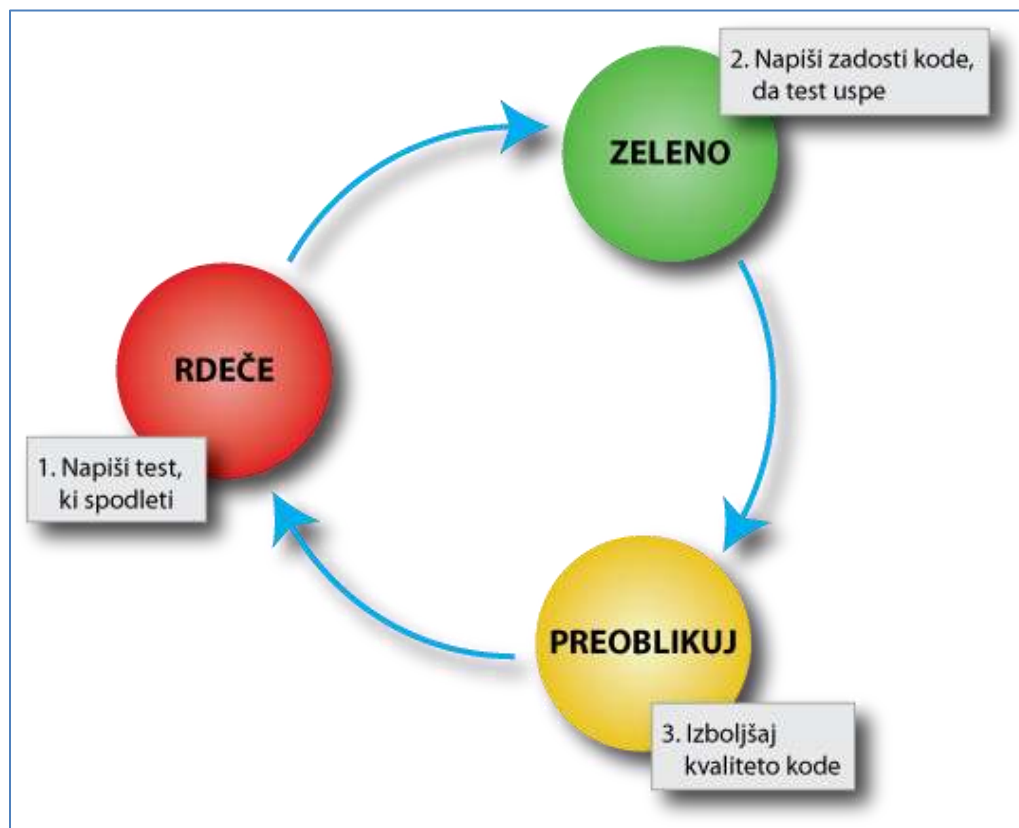 RDEČE
1. Napiši test,
ki spodleti
ZELENO
2. Napiši zadosti kode,
da test uspe
PREOBLIKUJ
3. Izboljšaj
kvaliteto kode